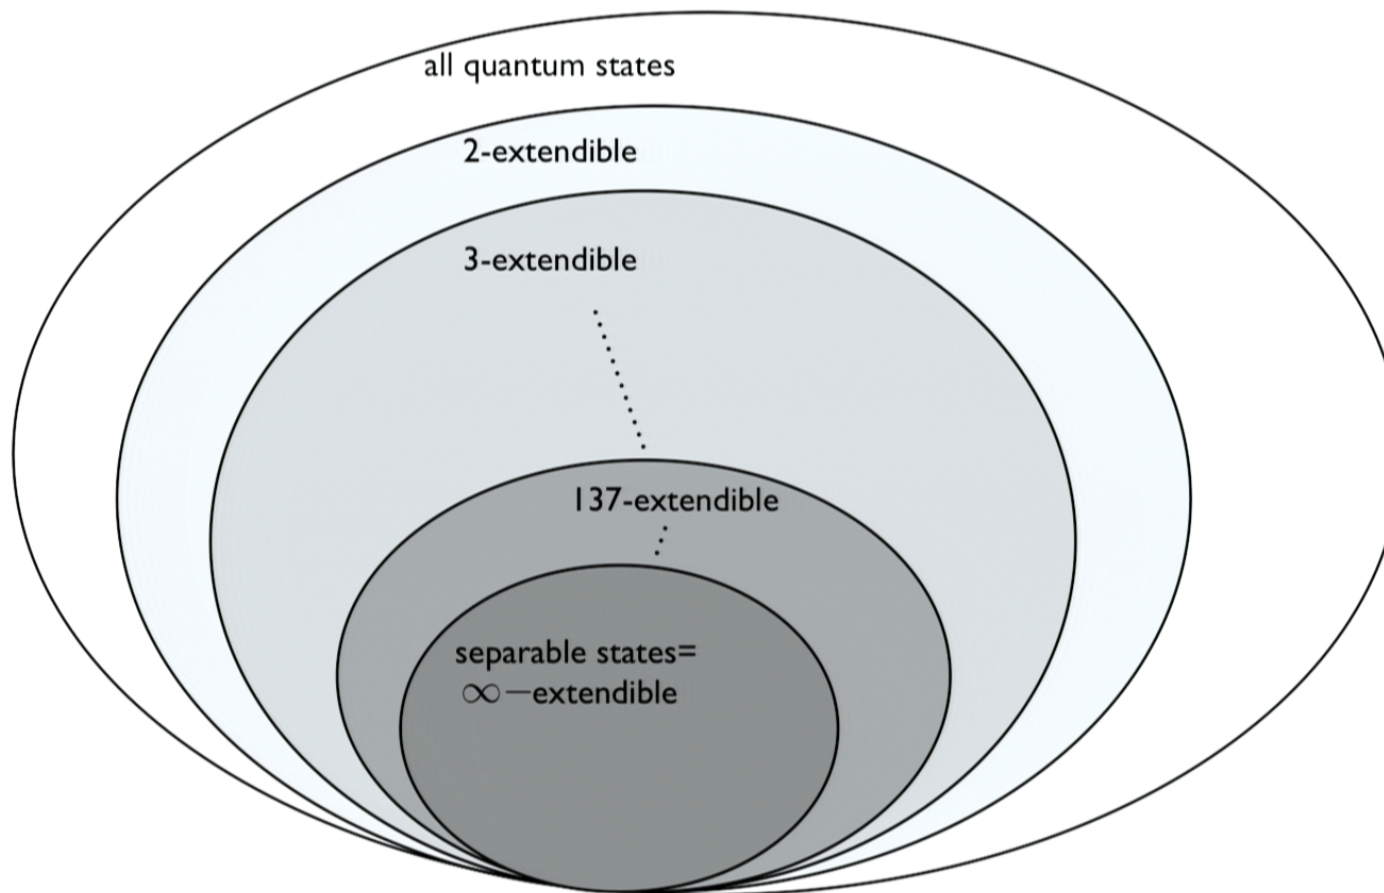 all quantum states
2-extendible
3-extendible
137-extendible
separable states=
∞—extendible